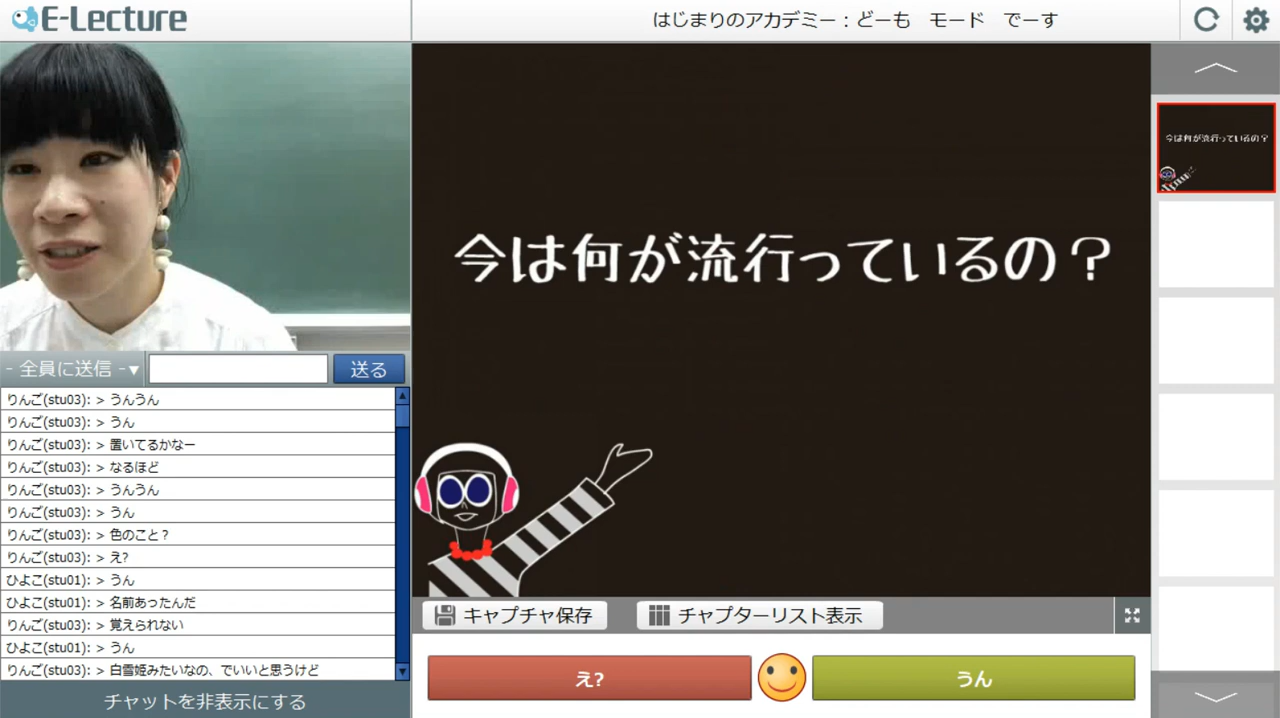 E-Lecture
はじまりのアカデミー：どーも　モード　でーす
今は何が流行っているの？
今は何が流行っているの？
- 全員に送信 -▼
送る
りんご(stu03): > うんうん
りんご(stu03): > うん
りんご(stu03): > 置いてるかなー
りんご(stu03): > なるほど
りんご(stu03): > うんうん
りんご(stu03): > うん
りんご(stu03): > 色のこと？
りんご(stu03): > え?
ひよこ(stu01): > うん
ひよこ(stu01): > 名前あったんだ
りんご(stu03): > 覚えられない
ひよこ(stu01): > うん
りんご(stu03): > 白雪姫みたいなの、でいいと思うけど
チャットを非表示にする
キャプチャ保存
チャプターリスト表示
え?
うん